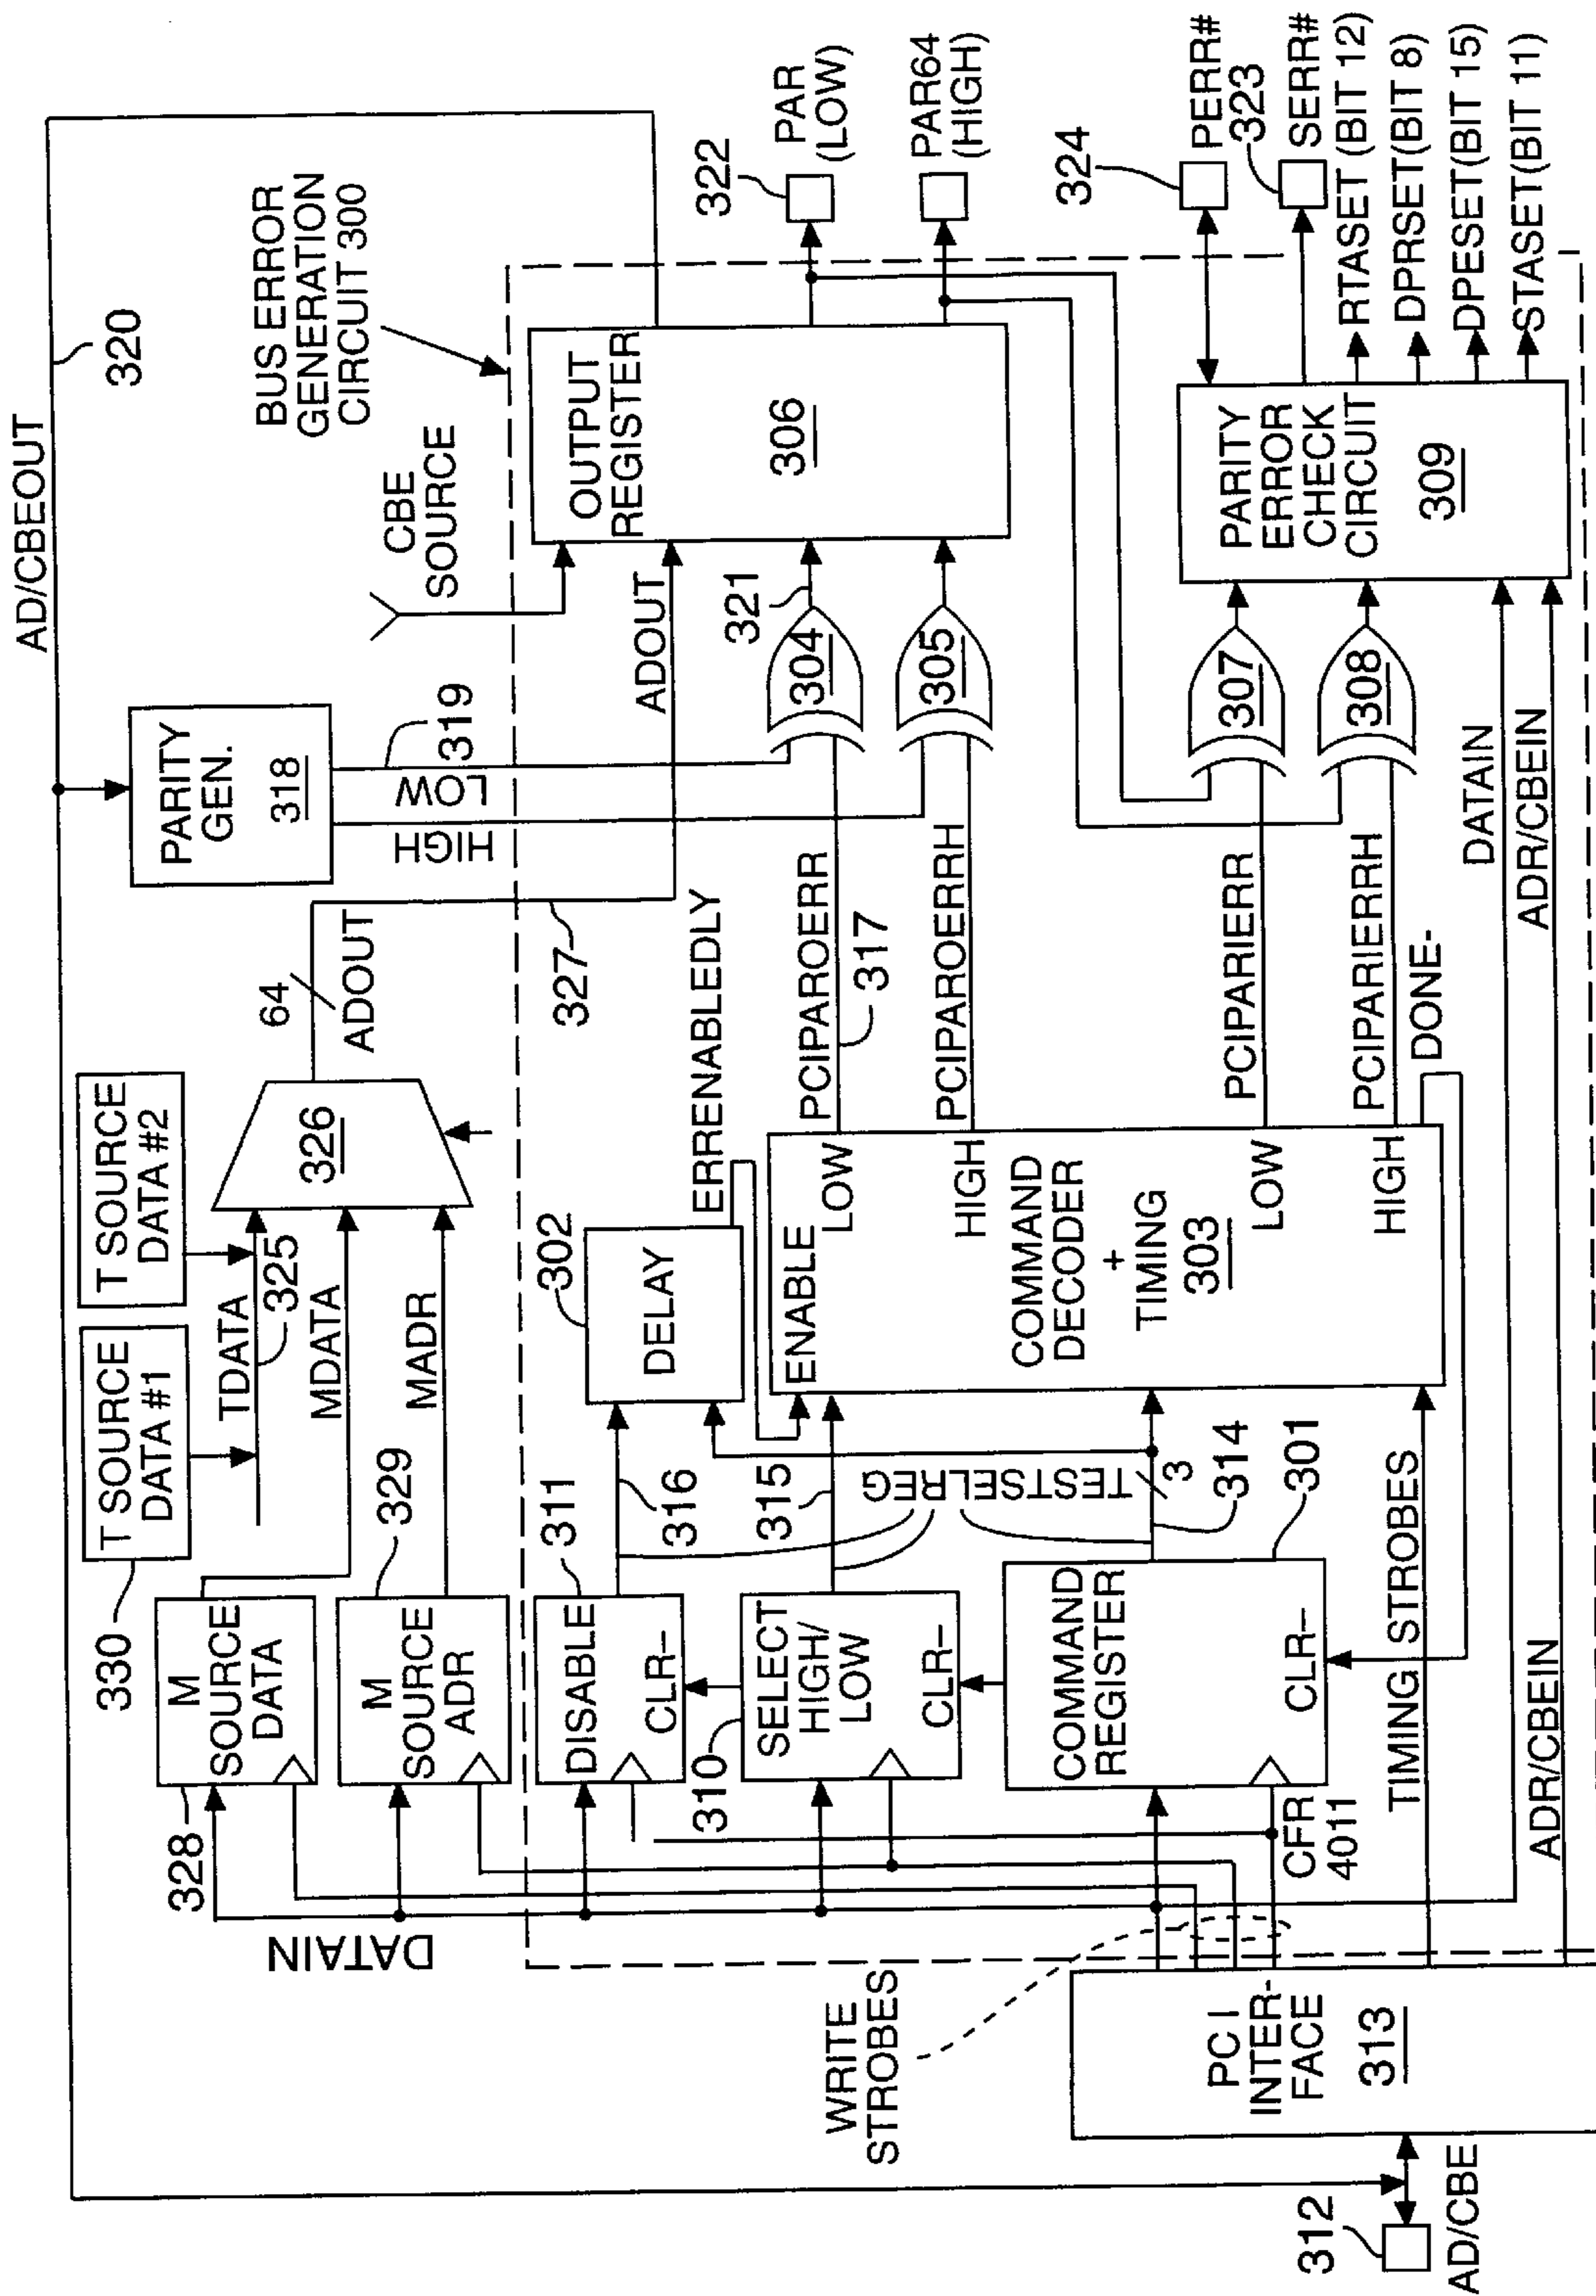 AD/CBEOUT
320
BUS ERROR
GENERATION
CIRCUIT 300
CBE
SOURCE
PARITY
GEN.
318
LOW
319
HIGH
T SOURCE
DATA #1
T SOURCE
DATA #2
330
TDATA
325
MDATA
MADR
326
64
ADOUT
327
ADOUT
M
SOURCE
DATA
328
M
SOURCE
ADR
329
DATAIN
DISABLE
CLR–
311
316
SELECT
HIGH/
LOW
CLR–
310
315
COMMAND
REGISTER
CLR–
301
CFR
4011
TESTSELREG
3
314
302
DELAY
ERRENABLEDLY
ENABLE
LOW
HIGH
COMMAND
DECODER
+
TIMING
303
LOW
HIGH
PCIPAROERR
317
PCIPAROERRH
PCIPARIERR
PCIPARIERRH
DONE-
304
321
305
307
308
OUTPUT
REGISTER
306
322
PAR
(LOW)
PAR64
(HIGH)
PARITY
ERROR
CHECK
CIRCUIT
309
324
PERR#
323
SERR#
RTASET (BIT 12)
DPRSET(BIT 8)
DPESET(BIT 15)
STASET(BIT 11)
DATAIN
ADR/CBEIN
TIMING STROBES
ADR/CBEIN
WRITE
STROBES
PC I
INTER-
FACE
313
312
AD/CBE